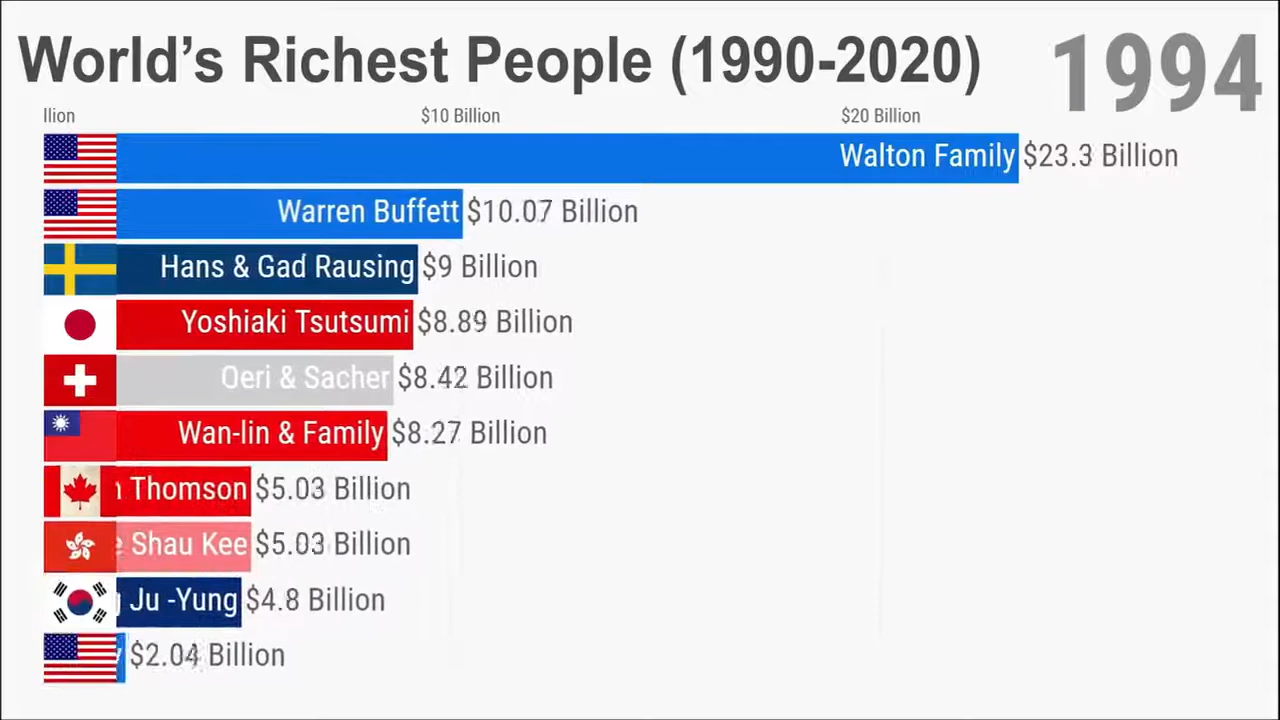 World's Richest People (1990-2020) 1994
llion $10 Billion $20 Billion
Walton Family $23.3 Billion
Warren Buffett $10.07 Billion
Hans & Gad Rausing $9 Billion
Yoshiaki Tsutsumi $8.89 Billion
Oeri & Sacher $8.42 Billion
Wan-lin & Family $8.27 Billion
Thomson $5.03 Billion
Shau Kee $5.03 Billion
Ju -Yung $4.8 Billion
$2.04 Billion